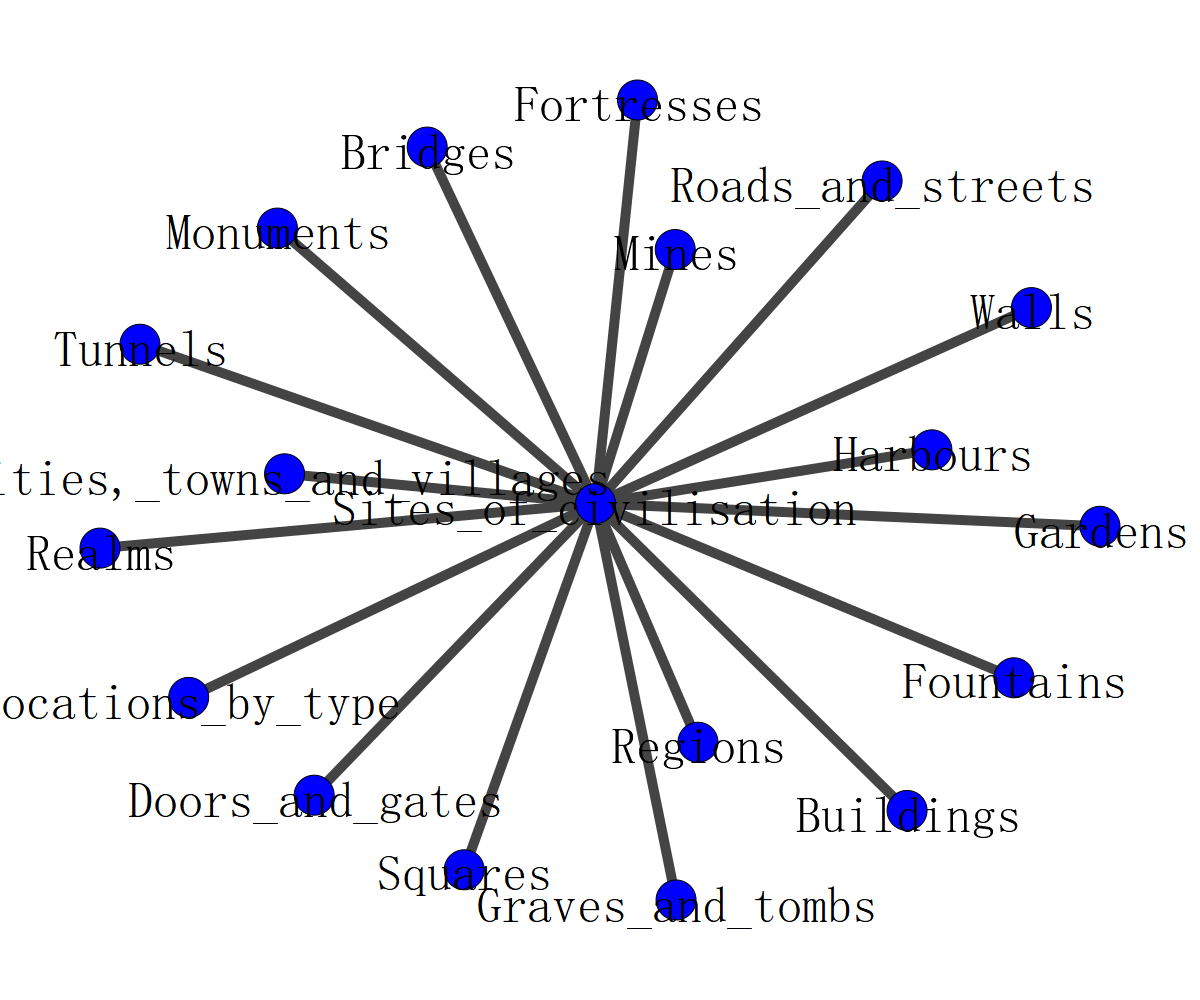 Fortresses
Bridges
Roads_and_streets
Monuments
Mines
Walls
Tunnels
Harbours
ities,_towns_and_villages
Sites_of_civilisation
Gardens
Realms
Fountains
ocations_by_type
Regions
Doors_and_gates
Buildings
Squares
Graves_and_tombs